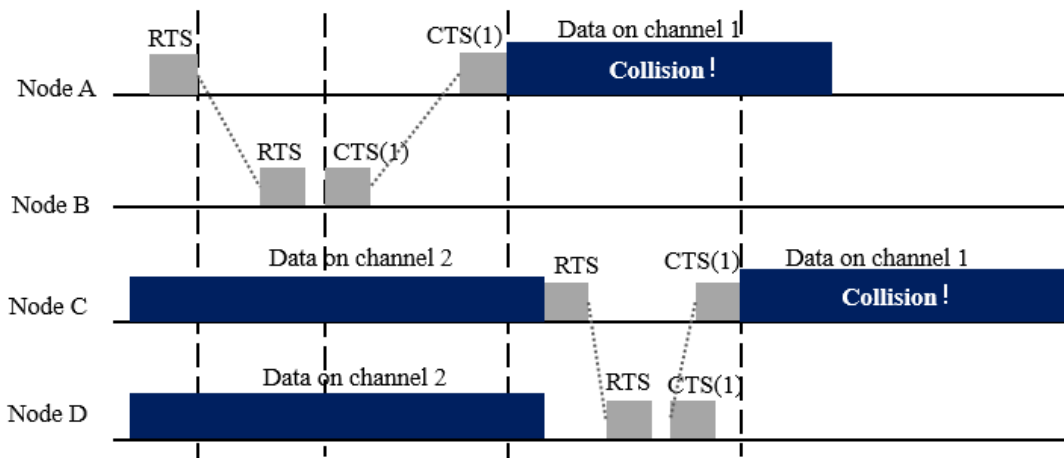 RTS CTS(1) Data on channel 1
Collision!
Node A
RTS CTS(1)
Node B
Data on channel 2 RTS CTS(1) Data on channel 1
Collision!
Node C
Data on channel 2 RTS CTS(1)
Node D